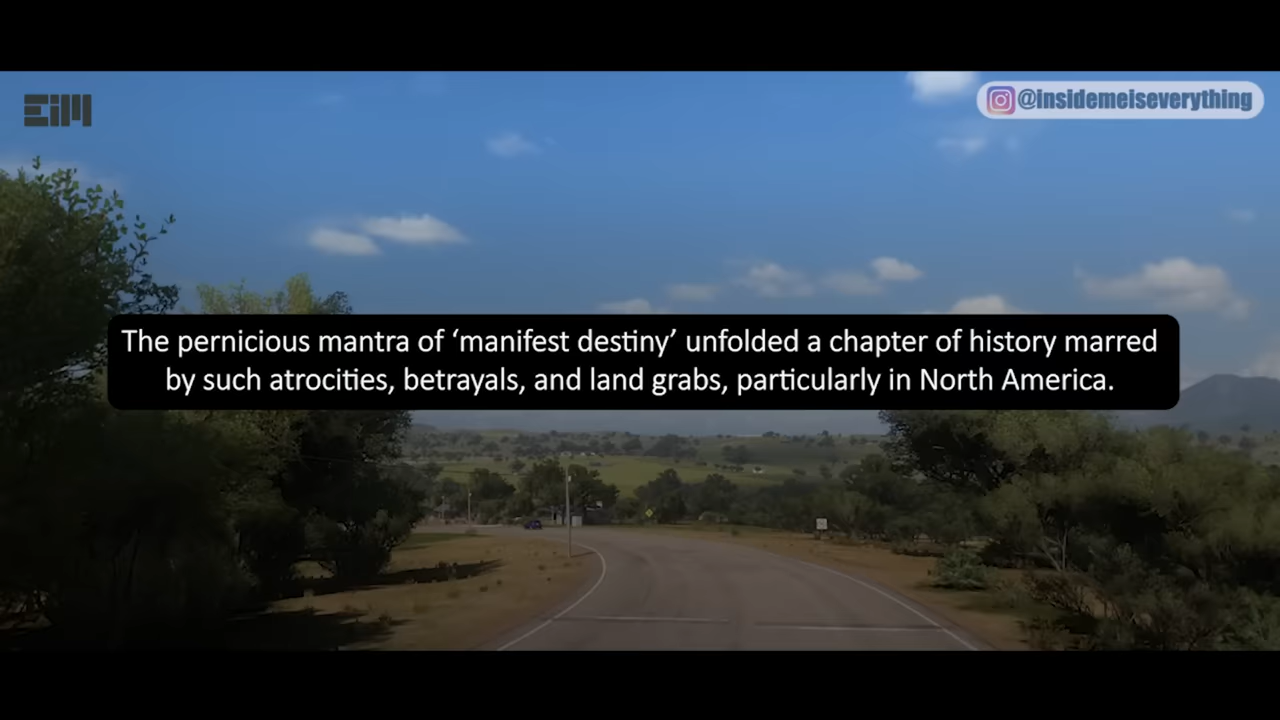 EiM
@insidemeiseverything
The pernicious mantra of ‘manifest destiny’ unfolded a chapter of history marred
by such atrocities, betrayals, and land grabs, particularly in North America.